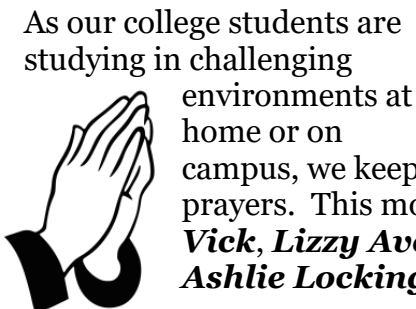 As our college students are
studying in challenging
environments at
home or on
campus, we keep
prayers. This mo
Vick, Lizzy Av
Ashlie Locking